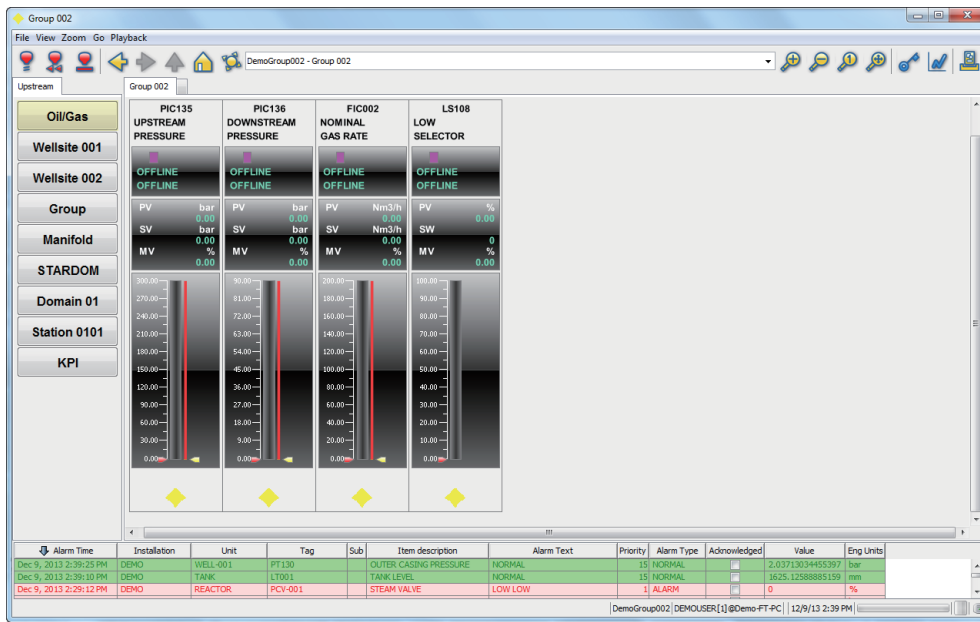 Group 002
File View Zoom Go Playback
DemoGroup002 - Group 002
Upstream
Group 002
Oil/Gas
Wellsite 001
Wellsite 002
Group
Manifold
STARDOM
Domain 01
Station 0101
KPI
PIC135
UPSTREAM
PRESSURE
OFFLINE
OFFLINE
PV bar
0.00
SV bar
0.00
MV %
0.00
300.00
270.00
240.00
210.00
180.00
150.00
120.00
90.00
60.00
30.00
0.00
PIC136
DOWNSTREAM
PRESSURE
OFFLINE
OFFLINE
PV bar
0.00
SV bar
0.00
MV %
0.00
90.00
81.00
72.00
63.00
54.00
45.00
36.00
27.00
18.00
9.00
0.00
FIC002
NOMINAL
GAS RATE
OFFLINE
OFFLINE
PV Nm3/h
0.00
SV Nm3/h
0.00
MV %
0.00
200.00
180.00
160.00
140.00
120.00
100.00
80.00
60.00
40.00
20.00
0.00
LS108
LOW
SELECTOR
OFFLINE
OFFLINE
PV %
0.00
SW
0
MV %
0.00
100.00
90.00
80.00
70.00
60.00
50.00
40.00
30.00
20.00
10.00
0.00
Alarm Time Installation Unit Tag Sub Item description Alarm Text Priority Alarm Type Acknowledged Value Eng Units
Dec 9, 2013 2:39:25 PM DEMO WELL-001 PT130 OUTER CASING PRESSURE NORMAL 15 NORMAL 2.03713034455397 bar
Dec 9, 2013 2:39:10 PM DEMO TANK LT001 TANK LEVEL NORMAL 15 NORMAL 1625.12588885159 mm
Dec 9, 2013 2:29:12 PM DEMO REACTOR PCV-001 STEAM VALVE LOW LOW 1 ALARM 0 %
DemoGroup002 DEMOUSER[1]@Demo-FT-PC 12/9/13 2:39 PM